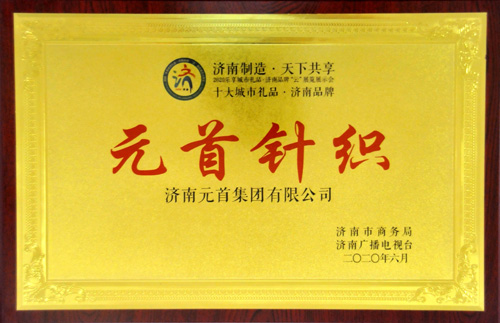 济南制造·天下共享
2020乐享城市礼品·济南品牌"云"展览展示会
十大城市礼品·济南品牌
元首针织
济南元首集团有限公司
济南市商务局
济南广播电视台
二〇二〇年六月